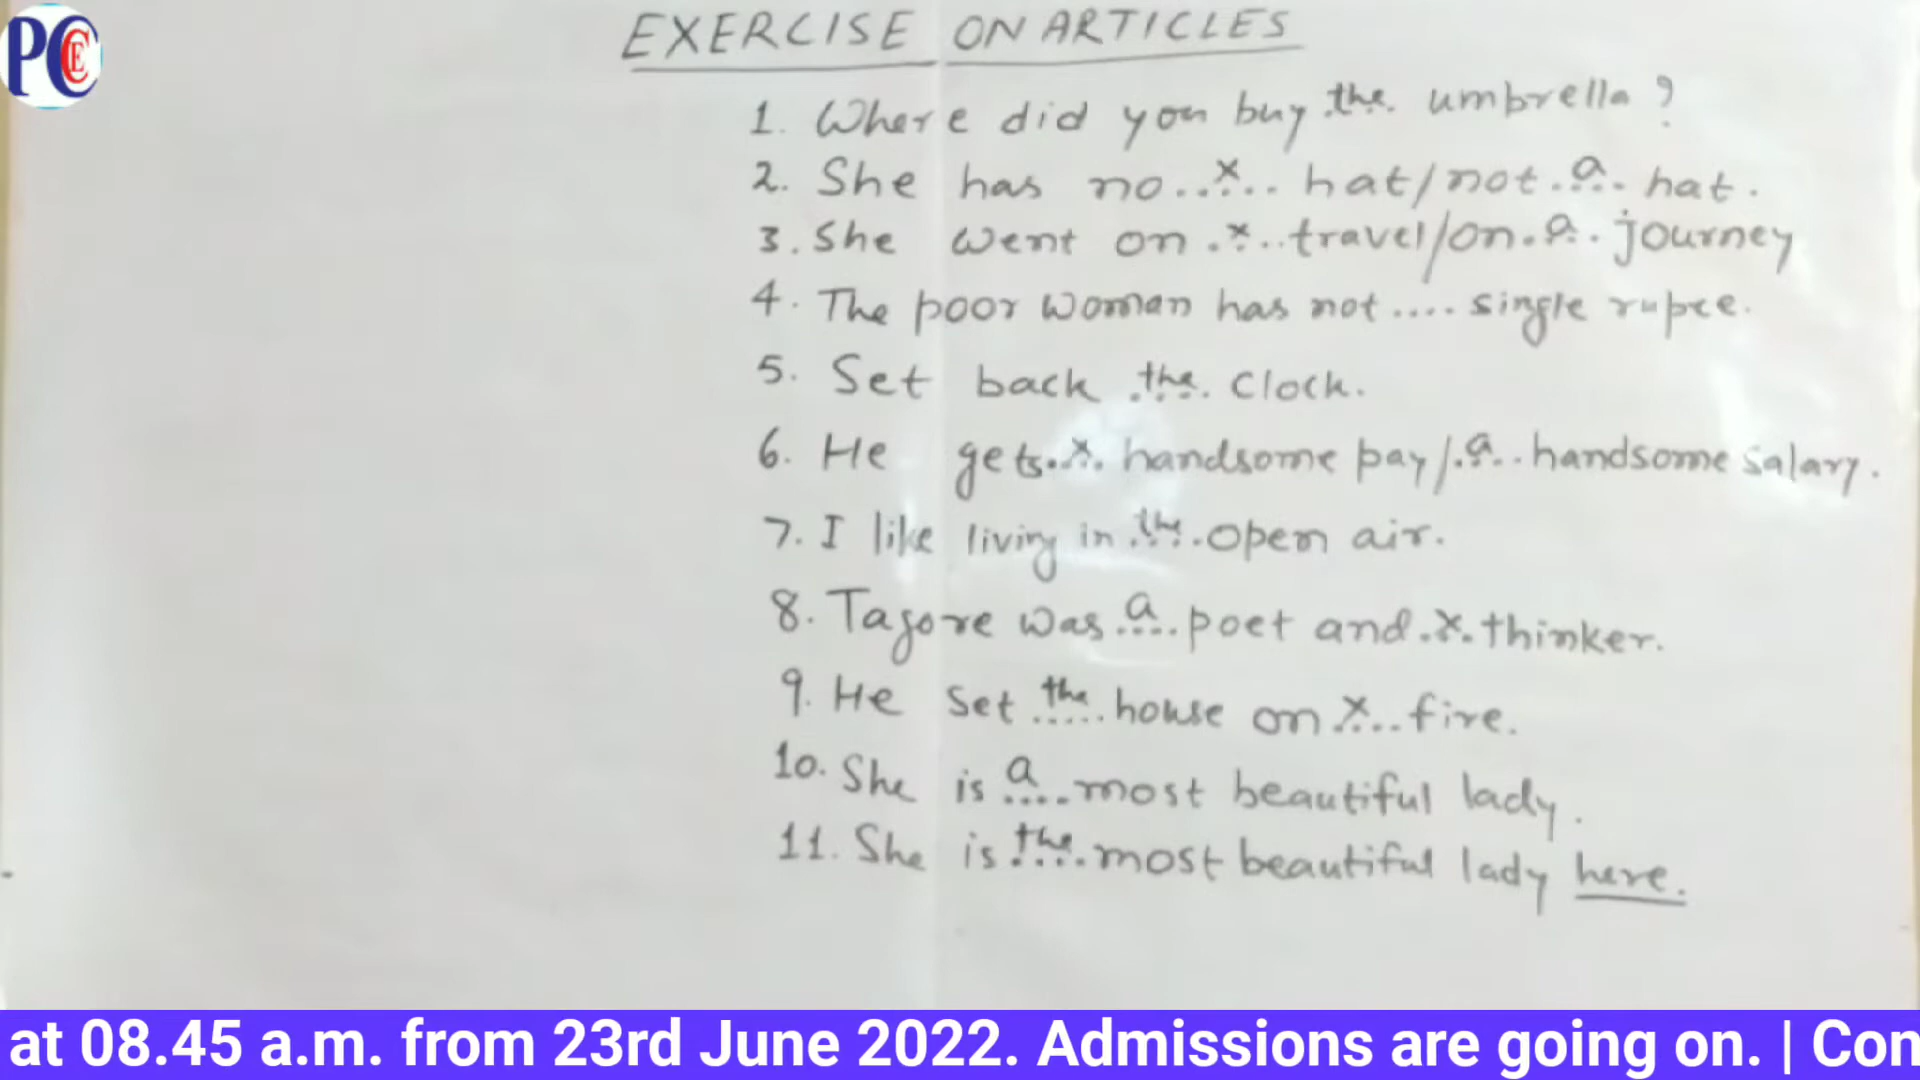 PCEC
EXERCISE ON ARTICLES
1. Where did you buy .the. umbrella ?
2. She has no..x.. hat/not.a.. hat.
3. She went on .x..travel/on.a.. journey
4. The poor woman has not .... single rupee.
5. Set back .the. clock.
6. He gets..x. handsome pay/.a.. handsome salary.
7. I like living in .the..open air.
8. Tagore was .a...poet and .x. thinker.
9. He set .the....house on x... fire.
10. She is a....most beautiful lady.
11. She is .the..most beautiful lady here.
at 08.45 a.m. from 23rd June 2022. Admissions are going on. | Con